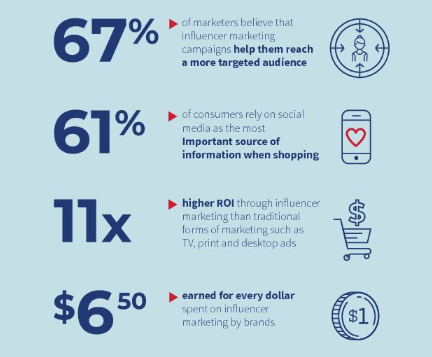 67%
of marketers believe that
influencer marketing
campaigns help them reach
a more targeted audience
61%
of consumers rely on social
media as the most
Important source of
information when shopping
11x
higher ROI through influencer
marketing than traditional
forms of marketing such as
TV, print and desktop ads
$
$6 50
earned for every dollar
spent on influencer
marketing by brands
$1